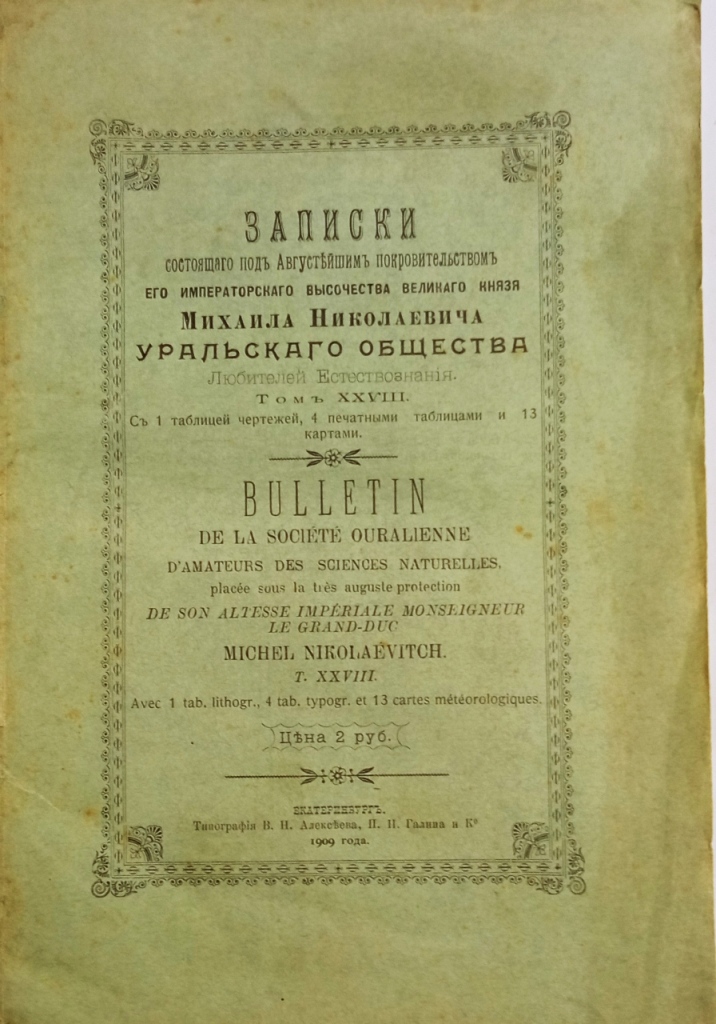 ЗАПИСКИ
состоящаго подъ Августѣйшимъ покровительствомъ
ЕГО ИМПЕРАТОРСКАГО ВЫСОЧЕСТВА ВЕЛИКАГО КНЯЗЯ
Михаила Николаевича
УРАЛЬСКАГО ОБЩЕСТВА
Любителей Естествознанія.
Томъ XXVIII.
Съ 1 таблицей чертежей, 4 печатными таблицами и 13
картами.
BULLETIN
DE LA SOCIÉTÉ OURALIENNE
D'AMATEURS DES SCIENCES NATURELLES,
placée sous la très auguste protection
DE SON ALTESSE IMPÉRIALE MONSEIGNEUR
LE GRAND-DUC
MICHEL NIKOLAÉVITCH.
T. XXVIII.
Avec 1 tab. lithogr., 4 tab. typogr. et 13 cartes météorologiques.
Цѣна 2 руб.
ЕКАТЕРИНБУРГЪ.
Типографія В. Н. Алексѣева, П. Н. Галина и Кº
1909 года.